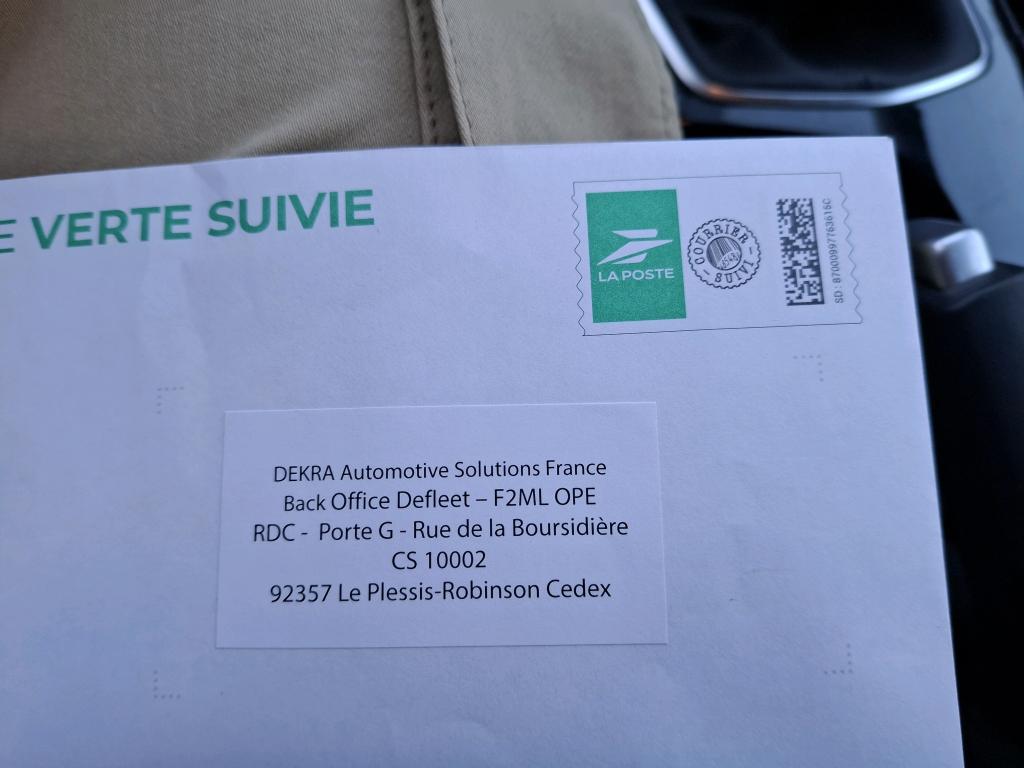 E VERTE SUIVIE
LA POSTE
COURRIER
SUIVI
DEKRA Automotive Solutions France
Back Office Defleet – F2ML OPE
RDC - Porte G - Rue de la Boursidière
CS 10002
92357 Le Plessis-Robinson Cedex